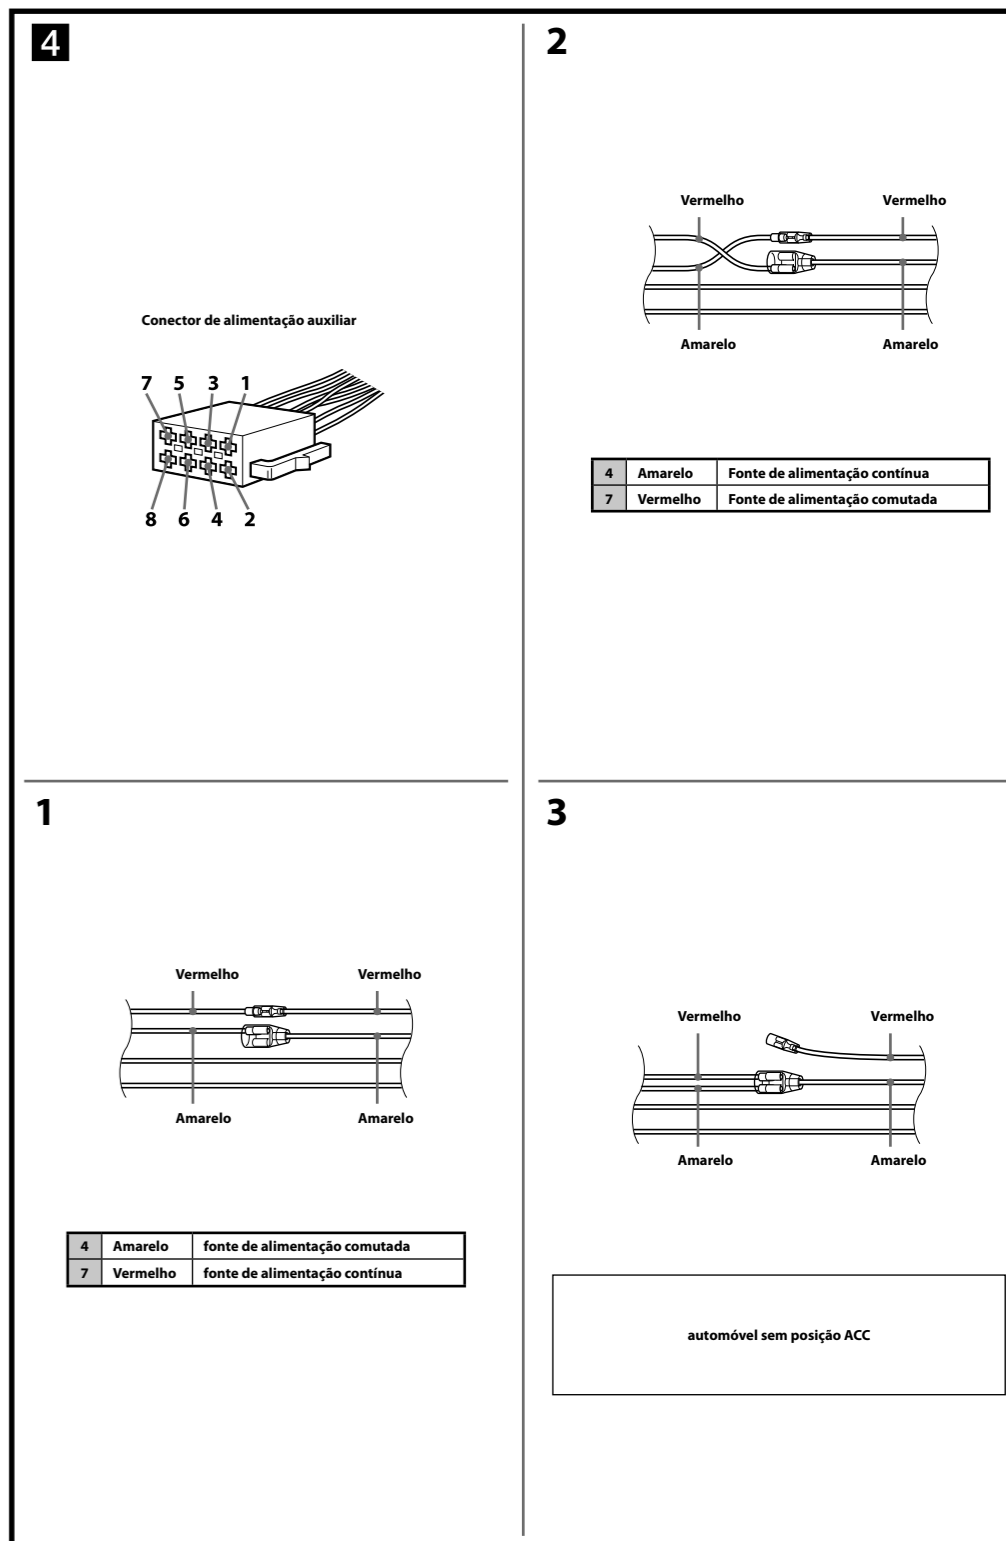 4
Conector de alimentação auxiliar
7 5 3 1
8 6 4 2
1
Vermelho Vermelho
Amarelo Amarelo
4 Amarelo fonte de alimentação comutada
7 Vermelho fonte de alimentação contínua
2
Vermelho Vermelho
Amarelo Amarelo
4 Amarelo Fonte de alimentação contínua
7 Vermelho Fonte de alimentação comutada
3
Vermelho Vermelho
Amarelo Amarelo
automóvel sem posição ACC